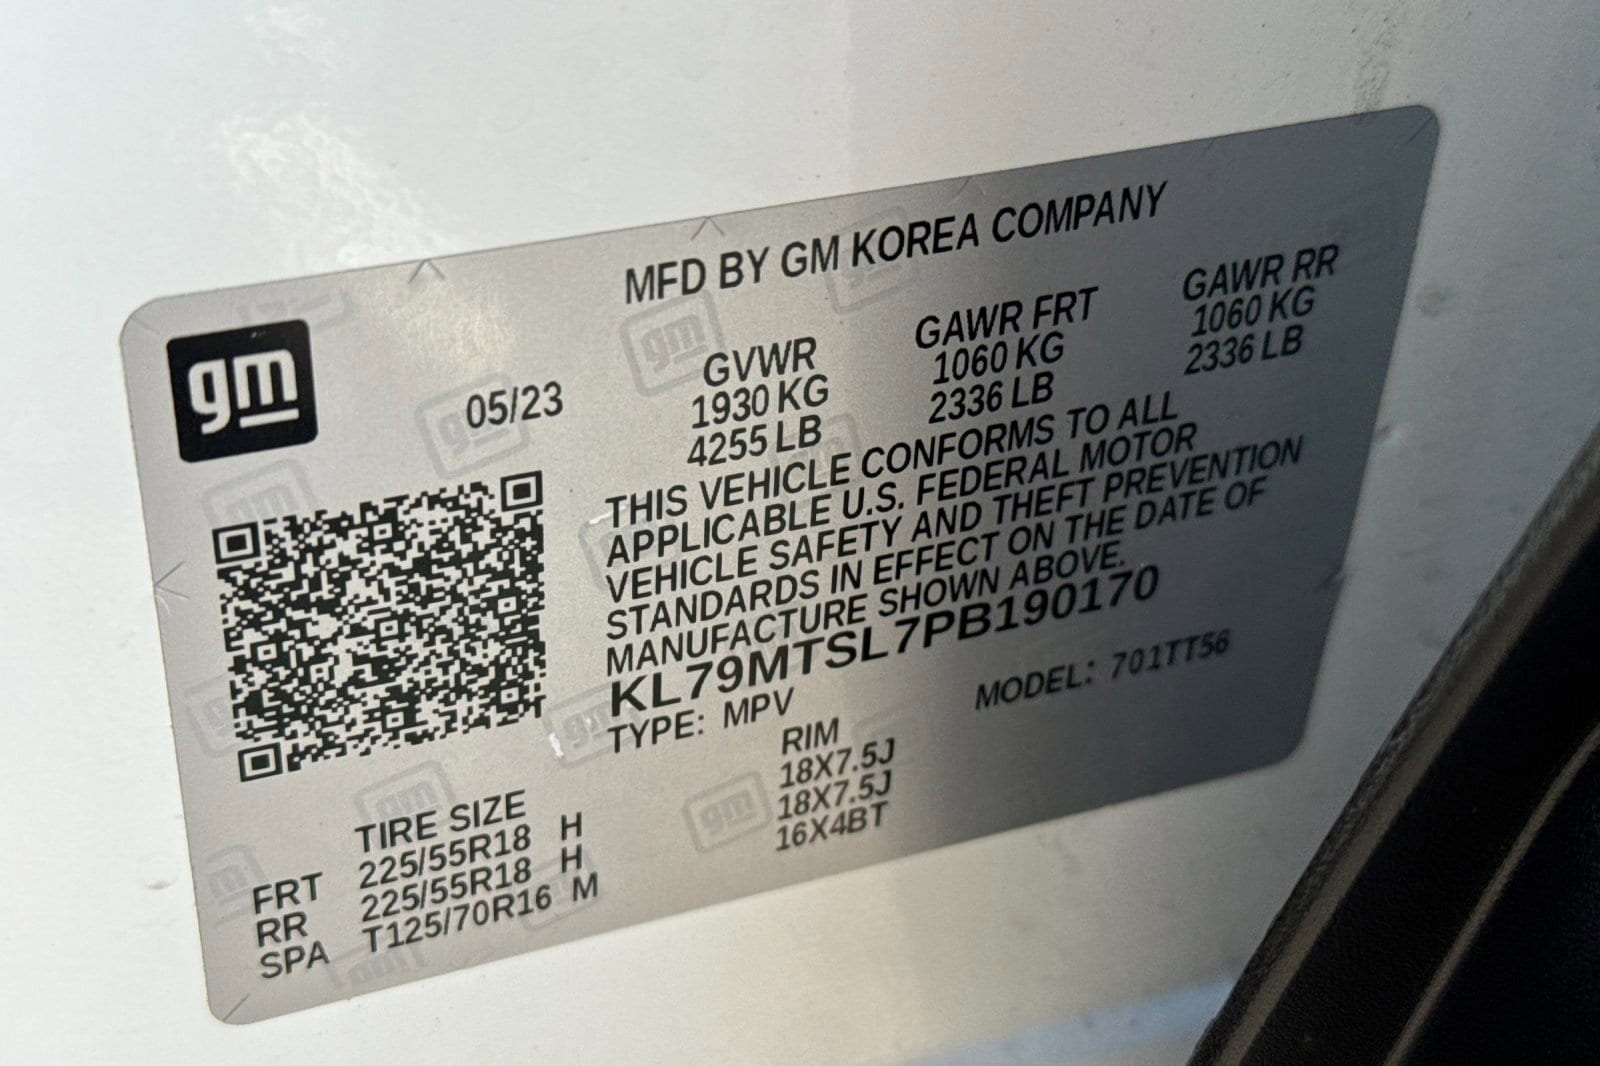 MFD BY GM KOREA COMPANY
gm
05/23
GVWR GAWR FRT GAWR RR
1930 KG 1060 KG 1060 KG
4255 LB 2336 LB 2336 LB
THIS VEHICLE CONFORMS TO ALL
APPLICABLE U.S. FEDERAL MOTOR
VEHICLE SAFETY AND THEFT PREVENTION
STANDARDS IN EFFECT ON THE DATE OF
MANUFACTURE SHOWN ABOVE.
KL79MTSL7PB190170
TYPE: MPV MODEL: 701TT56
TIRE SIZE RIM
FRT 225/55R18 H 18X7.5J
RR 225/55R18 H 18X7.5J
SPA T125/70R16 M 16X4BT